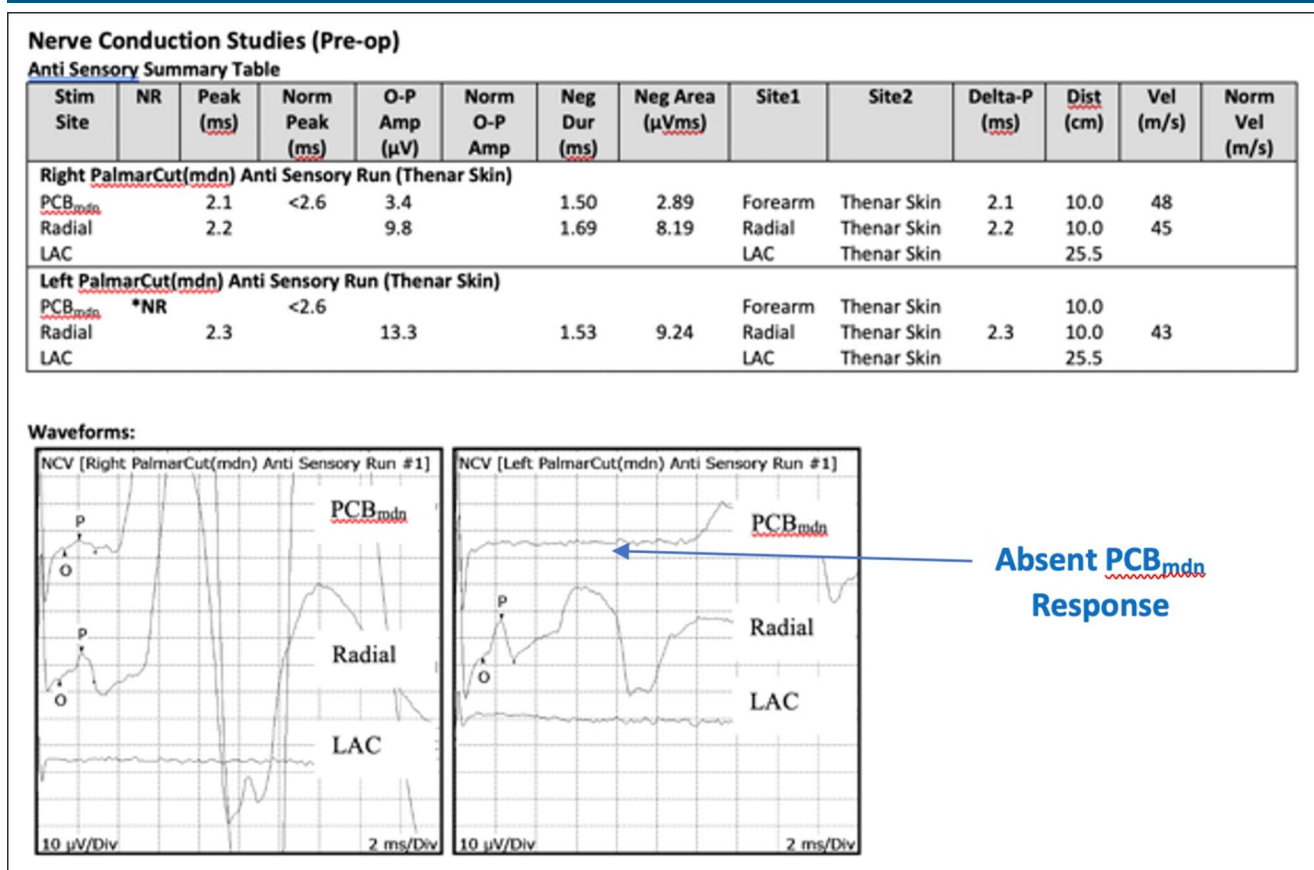 Nerve Conduction Studies (Pre-op)
Anti Sensory Summary Table
Stim Site NR Peak (ms) Norm Peak (ms) O-P Amp (µV) Norm O-P Amp Neg Dur (ms) Neg Area (µVms) Site1 Site2 Delta-P (ms) Dist (cm) Vel (m/s) Norm Vel (m/s)
Right PalmarCut(mdn) Anti Sensory Run (Thenar Skin)
PCBmdn 2.1 <2.6 3.4 1.50 2.89 Forearm Thenar Skin 2.1 10.0 48
Radial 2.2 9.8 1.69 8.19 Radial Thenar Skin 2.2 10.0 45
LAC LAC Thenar Skin 25.5
Left PalmarCut(mdn) Anti Sensory Run (Thenar Skin)
PCBmdn *NR <2.6 Forearm Thenar Skin 10.0
Radial 2.3 13.3 1.53 9.24 Radial Thenar Skin 2.3 10.0 43
LAC LAC Thenar Skin 25.5
Waveforms:
NCV [Right PalmarCut(mdn) Anti Sensory Run #1]
PCBmdn
P
O
P
Radial
O
LAC
10 µV/Div 2 ms/Div
NCV [Left PalmarCut(mdn) Anti Sensory Run #1]
PCBmdn
P
Radial
O
LAC
10 µV/Div 2 ms/Div
Absent PCBmdn
Response